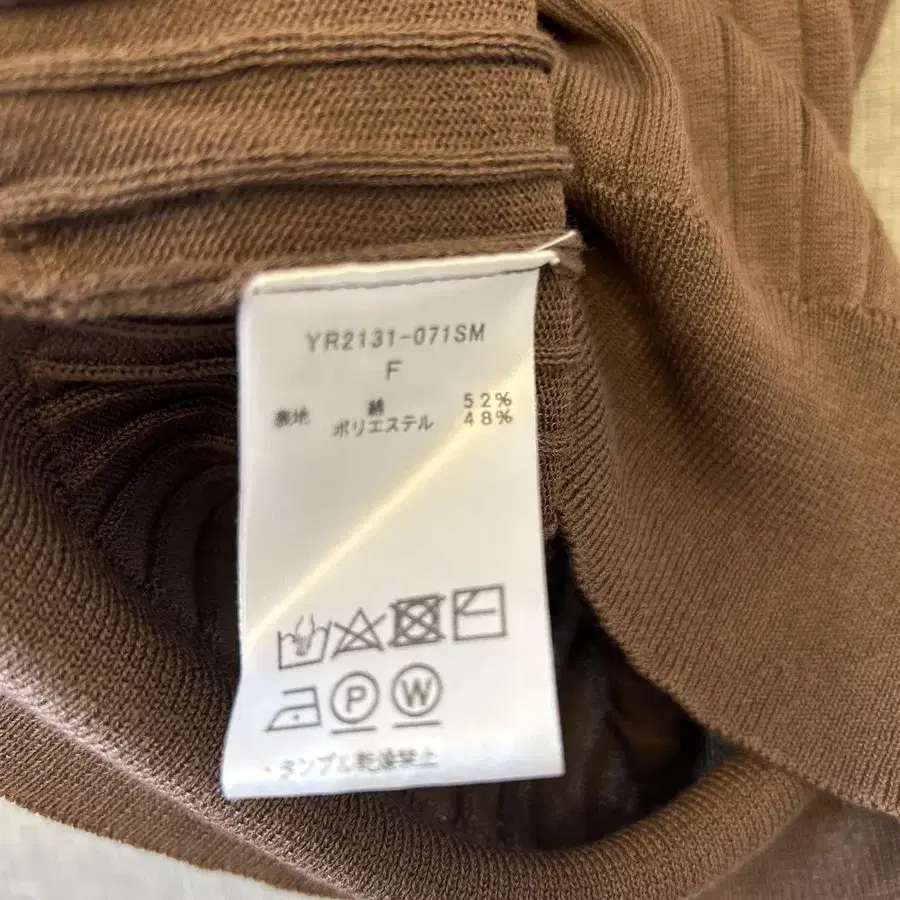 YR2131-071SM
F
表地 綿 52%
ポリエステル 48%
P W
・タンブル乾燥禁止